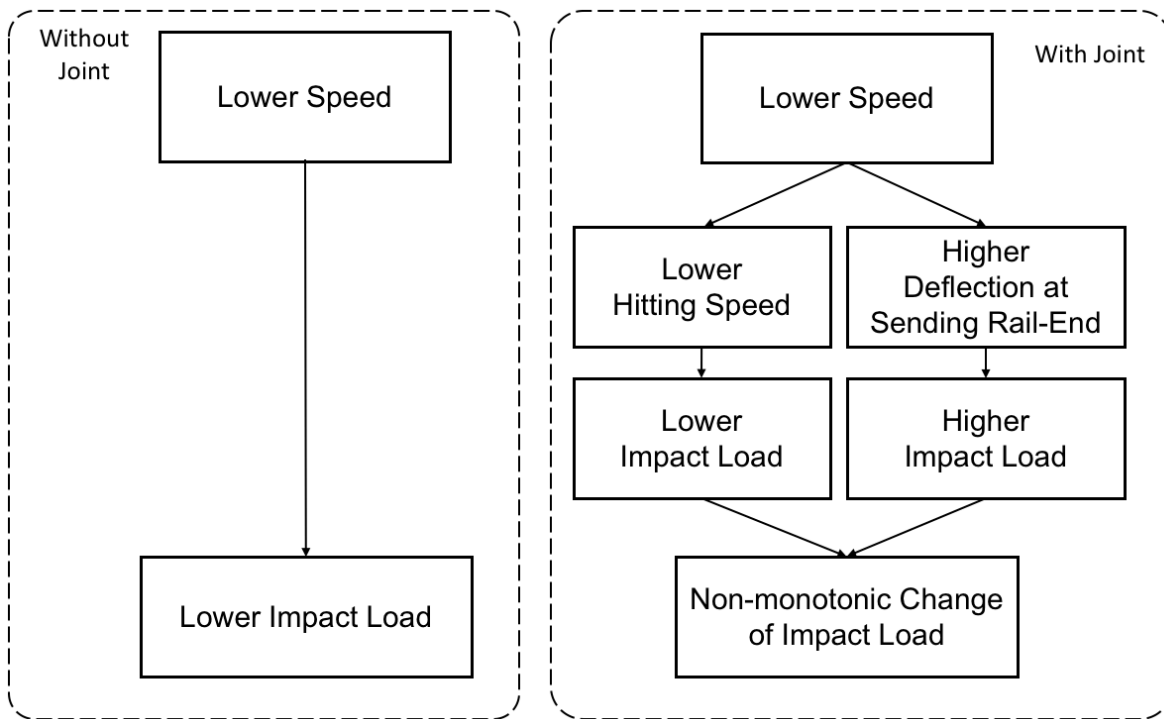 Without
Joint
Lower Speed
Lower Impact Load
With Joint
Lower Speed
Lower
Hitting Speed
Higher
Deflection at
Sending Rail-End
Lower
Impact Load
Higher
Impact Load
Non-monotonic Change
of Impact Load